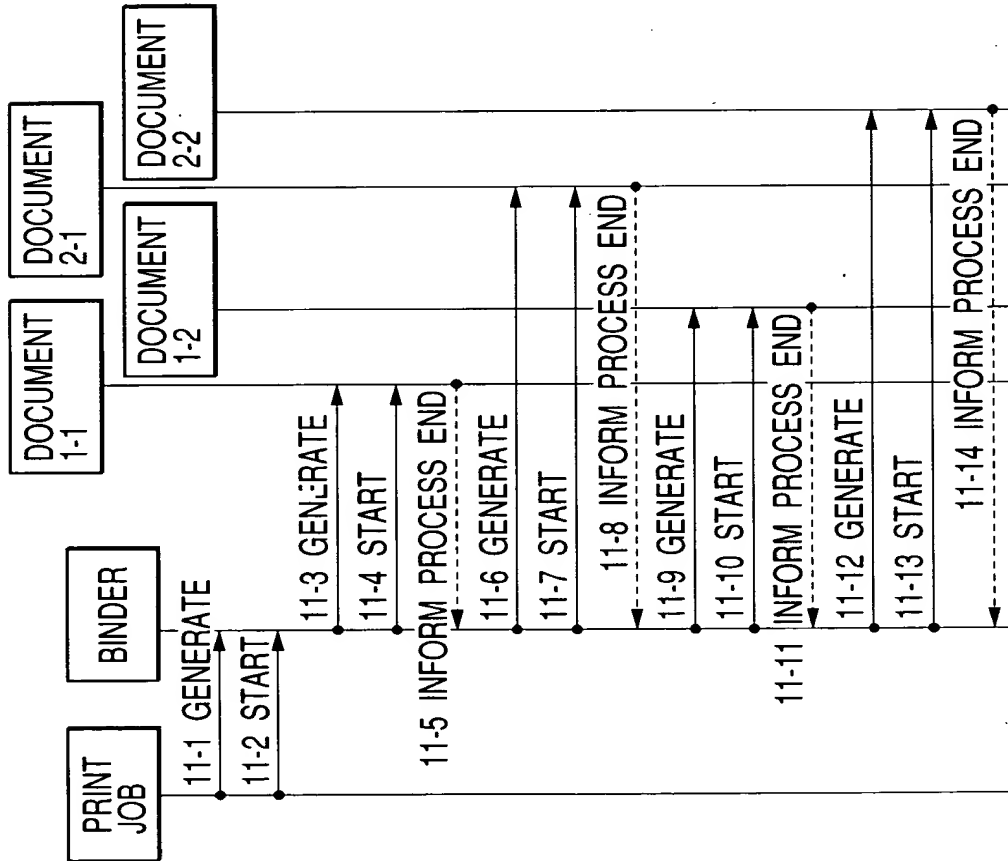 PRINT
JOB
BINDER
DOCUMENT
1-1
DOCUMENT
1-2
DOCUMENT
2-1
DOCUMENT
2-2
11-1 GENERATE
11-2 START
11-3 GENERATE
11-4 START
11-5 INFORM PROCESS END
11-6 GENERATE
11-7 START
11-8 INFORM PROCESS END
11-9 GENERATE
11-10 START
11-11 INFORM PROCESS END
11-12 GENERATE
11-13 START
11-14 INFORM PROCESS END